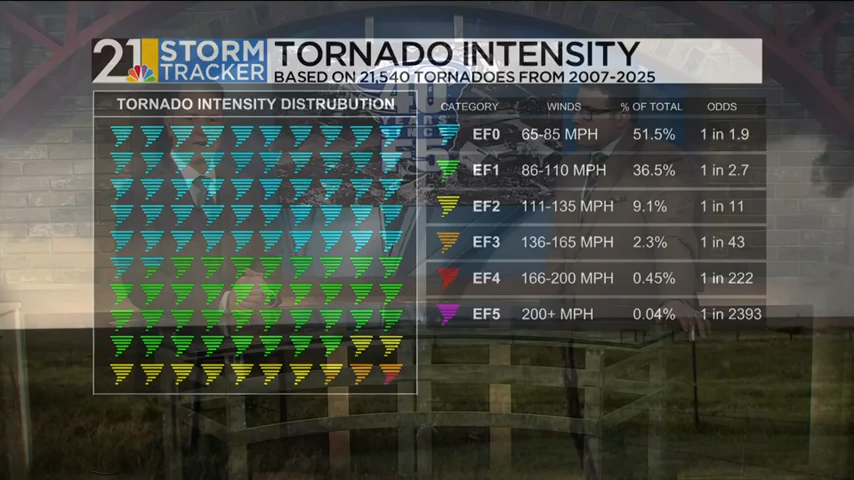 21 STORM TRACKER
TORNADO INTENSITY
BASED ON 21,540 TORNADOES FROM 2007-2025
TORNADO INTENSITY DISTRUBUTION
CATEGORY WINDS % OF TOTAL ODDS
EF0 65-85 MPH 51.5% 1 in 1.9
EF1 86-110 MPH 36.5% 1 in 2.7
EF2 111-135 MPH 9.1% 1 in 11
EF3 136-165 MPH 2.3% 1 in 43
EF4 166-200 MPH 0.45% 1 in 222
EF5 200+ MPH 0.04% 1 in 2393
40
YEARS
SINCE
F5